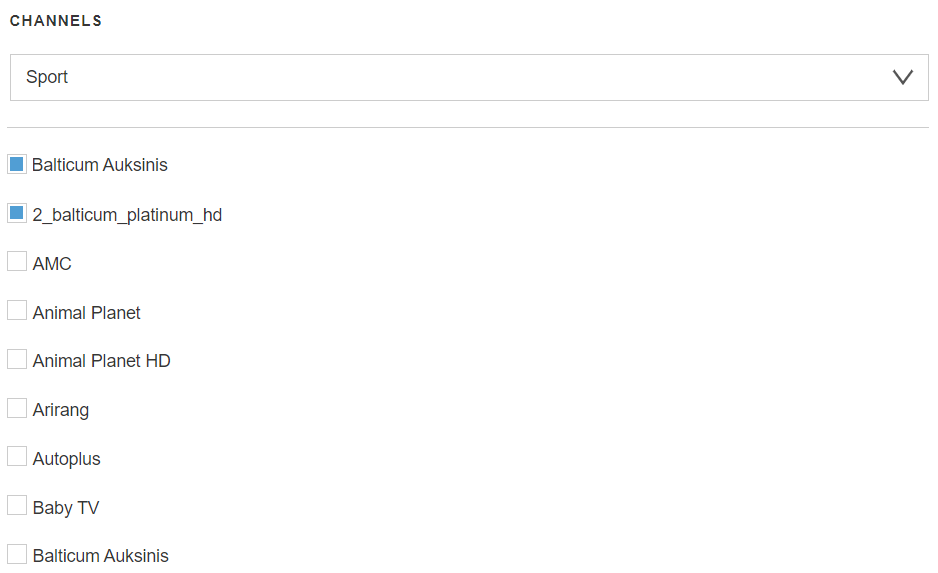 CHANNELS
Sport
Balticum Auksinis
2_balticum_platinum_hd
AMC
Animal Planet
Animal Planet HD
Arirang
Autoplus
Baby TV
Balticum Auksinis